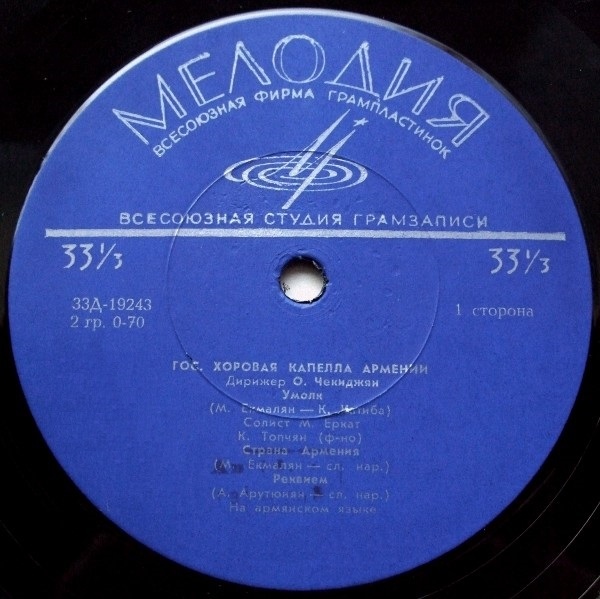 МЕЛОДИЯ
ВСЕСОЮЗНАЯ ФИРМА ГРАМПЛАСТИНОК
ВСЕСОЮЗНАЯ СТУДИЯ ГРАМЗАПИСИ
33⅓ 33⅓
33Д-19243
2 гр. 0-70
1 сторона
ГОС. ХОРОВАЯ КАПЕЛЛА АРМЕНИИ
Дирижер О. Чекиджян
Умолк
(М. Екмалян — К. Катиба)
Солист М. Еркат
К. Топчян (ф-но)
Страна Армения
(М. Екмалян — сл. нар.)
Реквием
(А. Арутюнян — сл. нар.)
На армянском языке